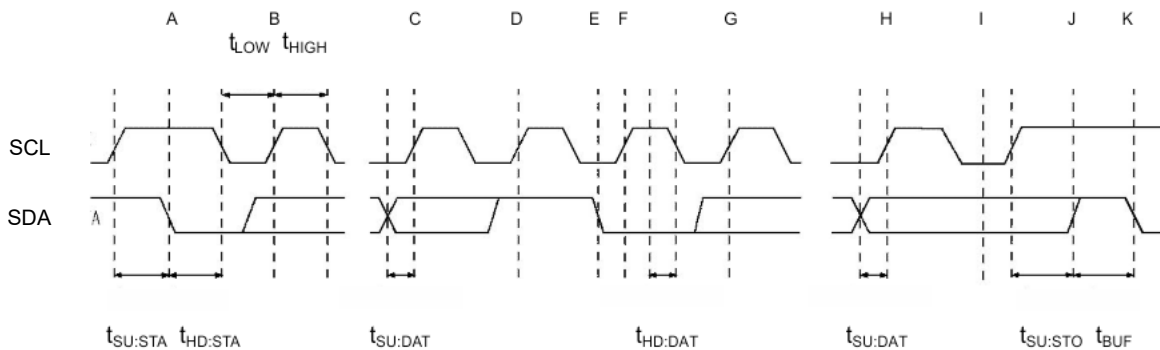 A B C D E F G H I J K
tLOW tHIGH
SCL
SDA
A
tSU:STA tHD:STA tSU:DAT tHD:DAT tSU:DAT tSU:STO tBUF